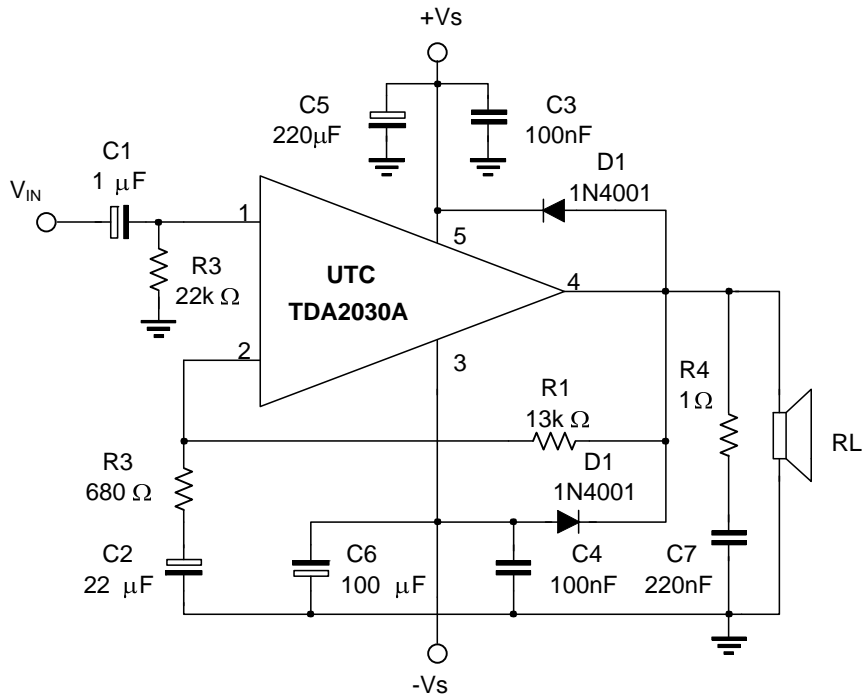 +Vs
C5
220µF
C3
100nF
C1
1 µF
D1
1N4001
VIN
1
5
R3
22k Ω
UTC
TDA2030A
4
2
3
R4
1Ω
R1
13k Ω
RL
R3
680 Ω
D1
1N4001
C2
22 µF
C6
100 µF
C4
100nF
C7
220nF
-Vs